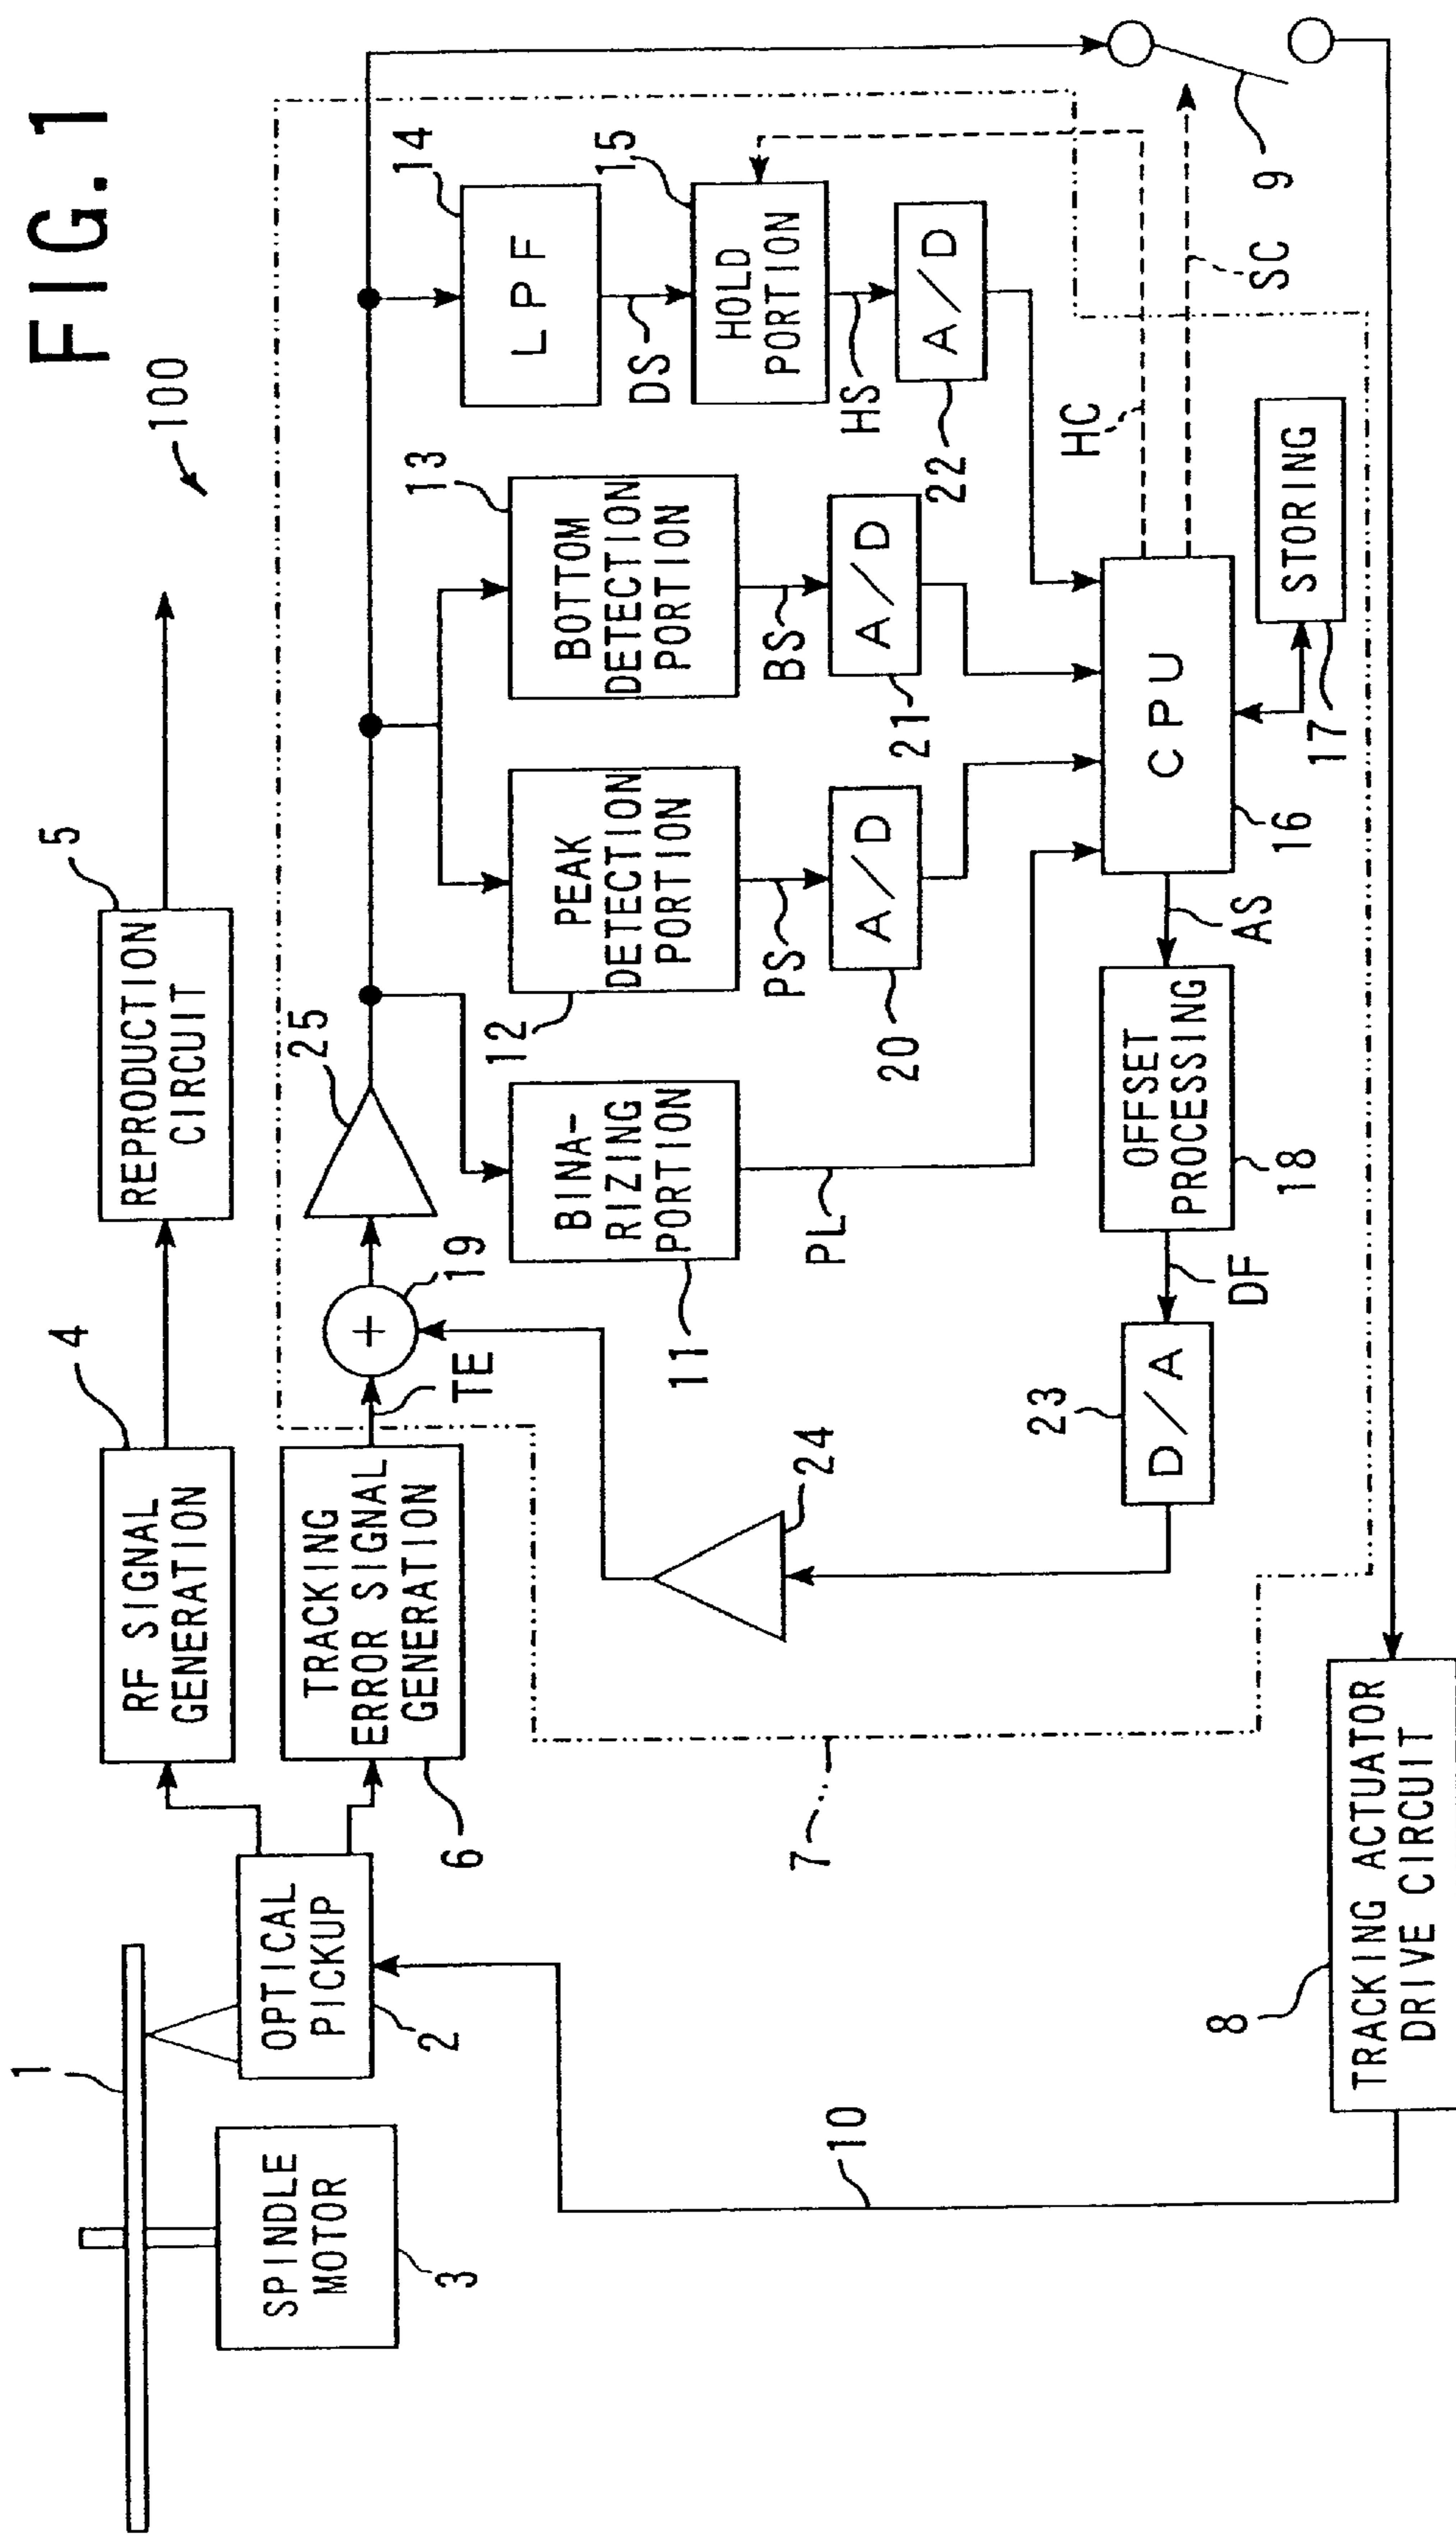 FIG. 1
100
1
SPINDLE
MOTOR
3
OPTICAL
PICKUP
2
RF SIGNAL
GENERATION
4
REPRODUCTION
CIRCUIT
5
TRACKING
ERROR SIGNAL
GENERATION
6
TE
+
19
25
BINA-
RIZING
PORTION
11
PL
PEAK
DETECTION
PORTION
12
PS
A/D
20
BOTTOM
DETECTION
PORTION
13
BS
A/D
21
LPF
14
DS
HOLD
PORTION
15
HS
A/D
22
HC
SC
9
CPU
16
STORING
17
AS
OFFSET
PROCESSING
18
DF
D/A
23
24
7
TRACKING ACTUATOR
DRIVE CIRCUIT
8
10